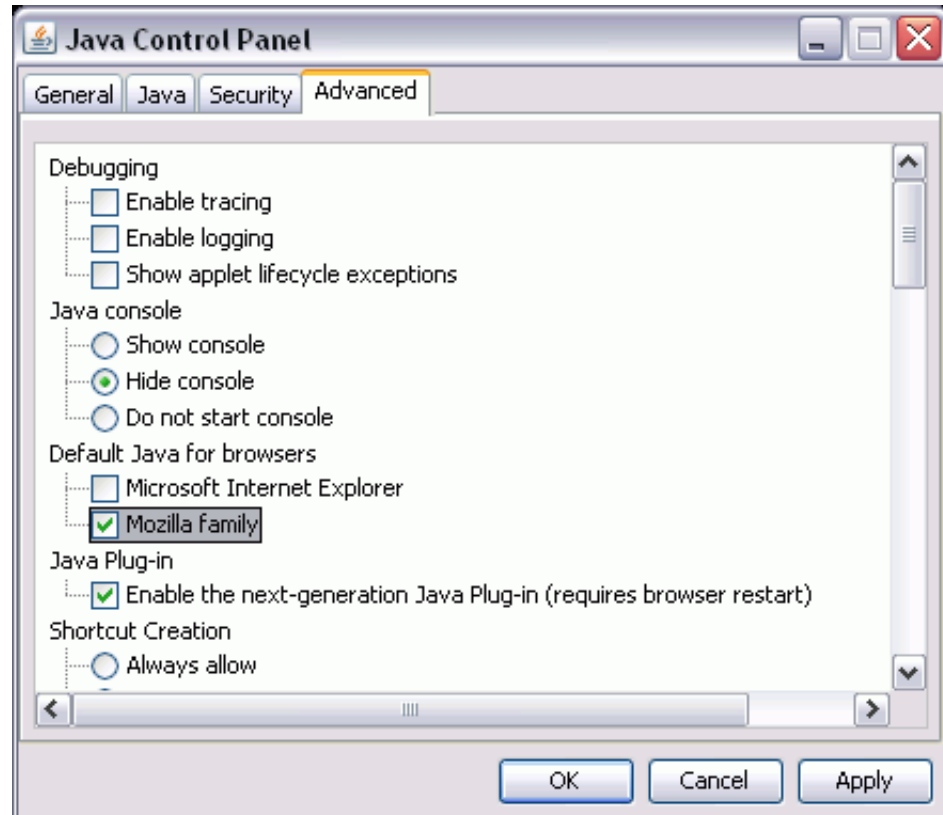 Java Control Panel
General Java Security Advanced
Debugging
Enable tracing
Enable logging
Show applet lifecycle exceptions
Java console
Show console
Hide console
Do not start console
Default Java for browsers
Microsoft Internet Explorer
Mozilla family
Java Plug-in
Enable the next-generation Java Plug-in (requires browser restart)
Shortcut Creation
Always allow
OK Cancel Apply